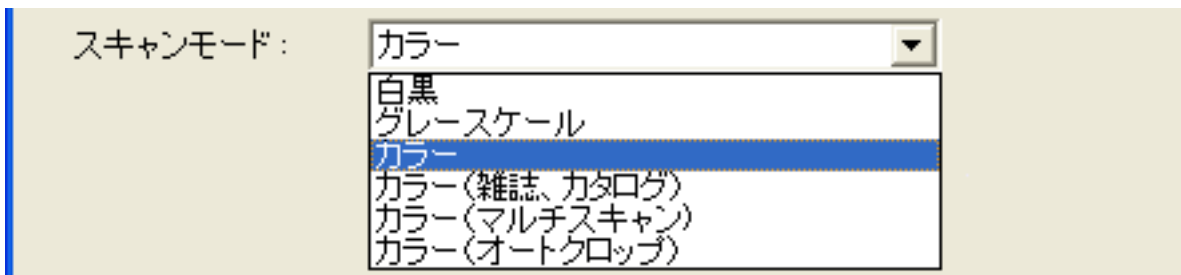 スキャンモード： カラー
白黒
グレースケール
カラー
カラー（雑誌、カタログ）
カラー（マルチスキャン）
カラー（オートクロップ）